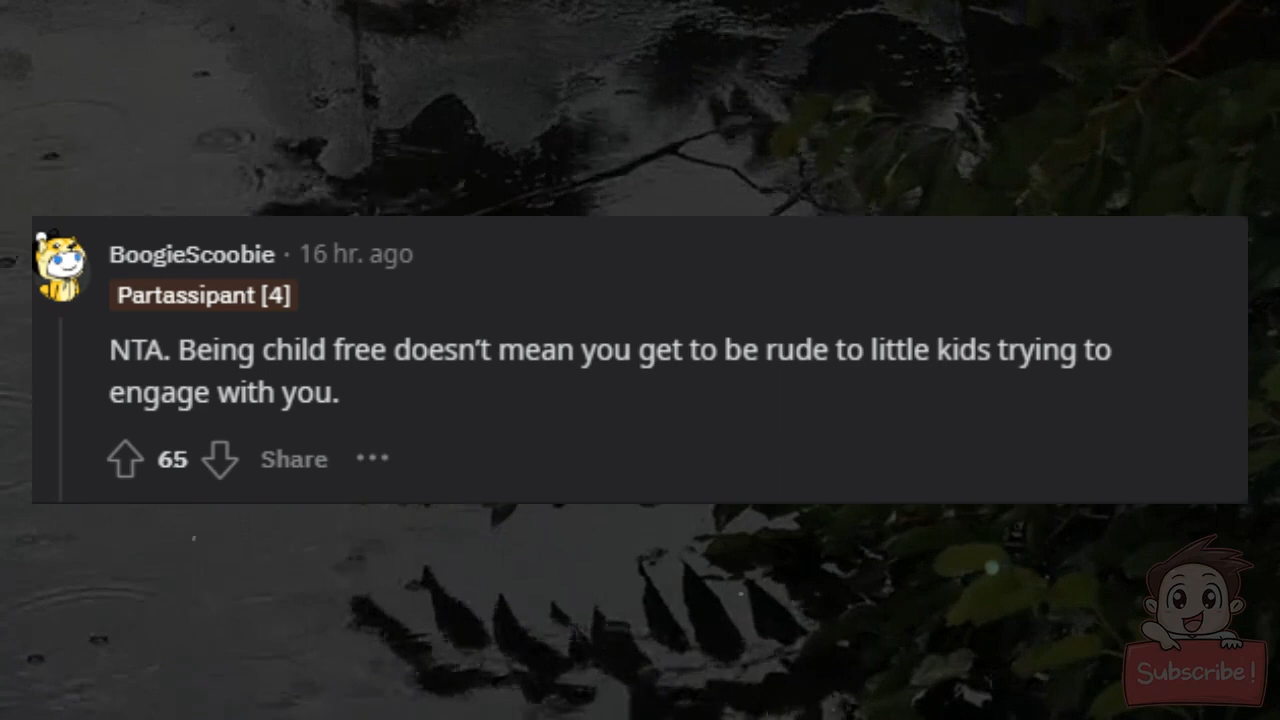 BoogieScoobie · 16 hr. ago
Partassipant [4]
NTA. Being child free doesn’t mean you get to be rude to little kids trying to
engage with you.
65 Share ···
Subscribe!